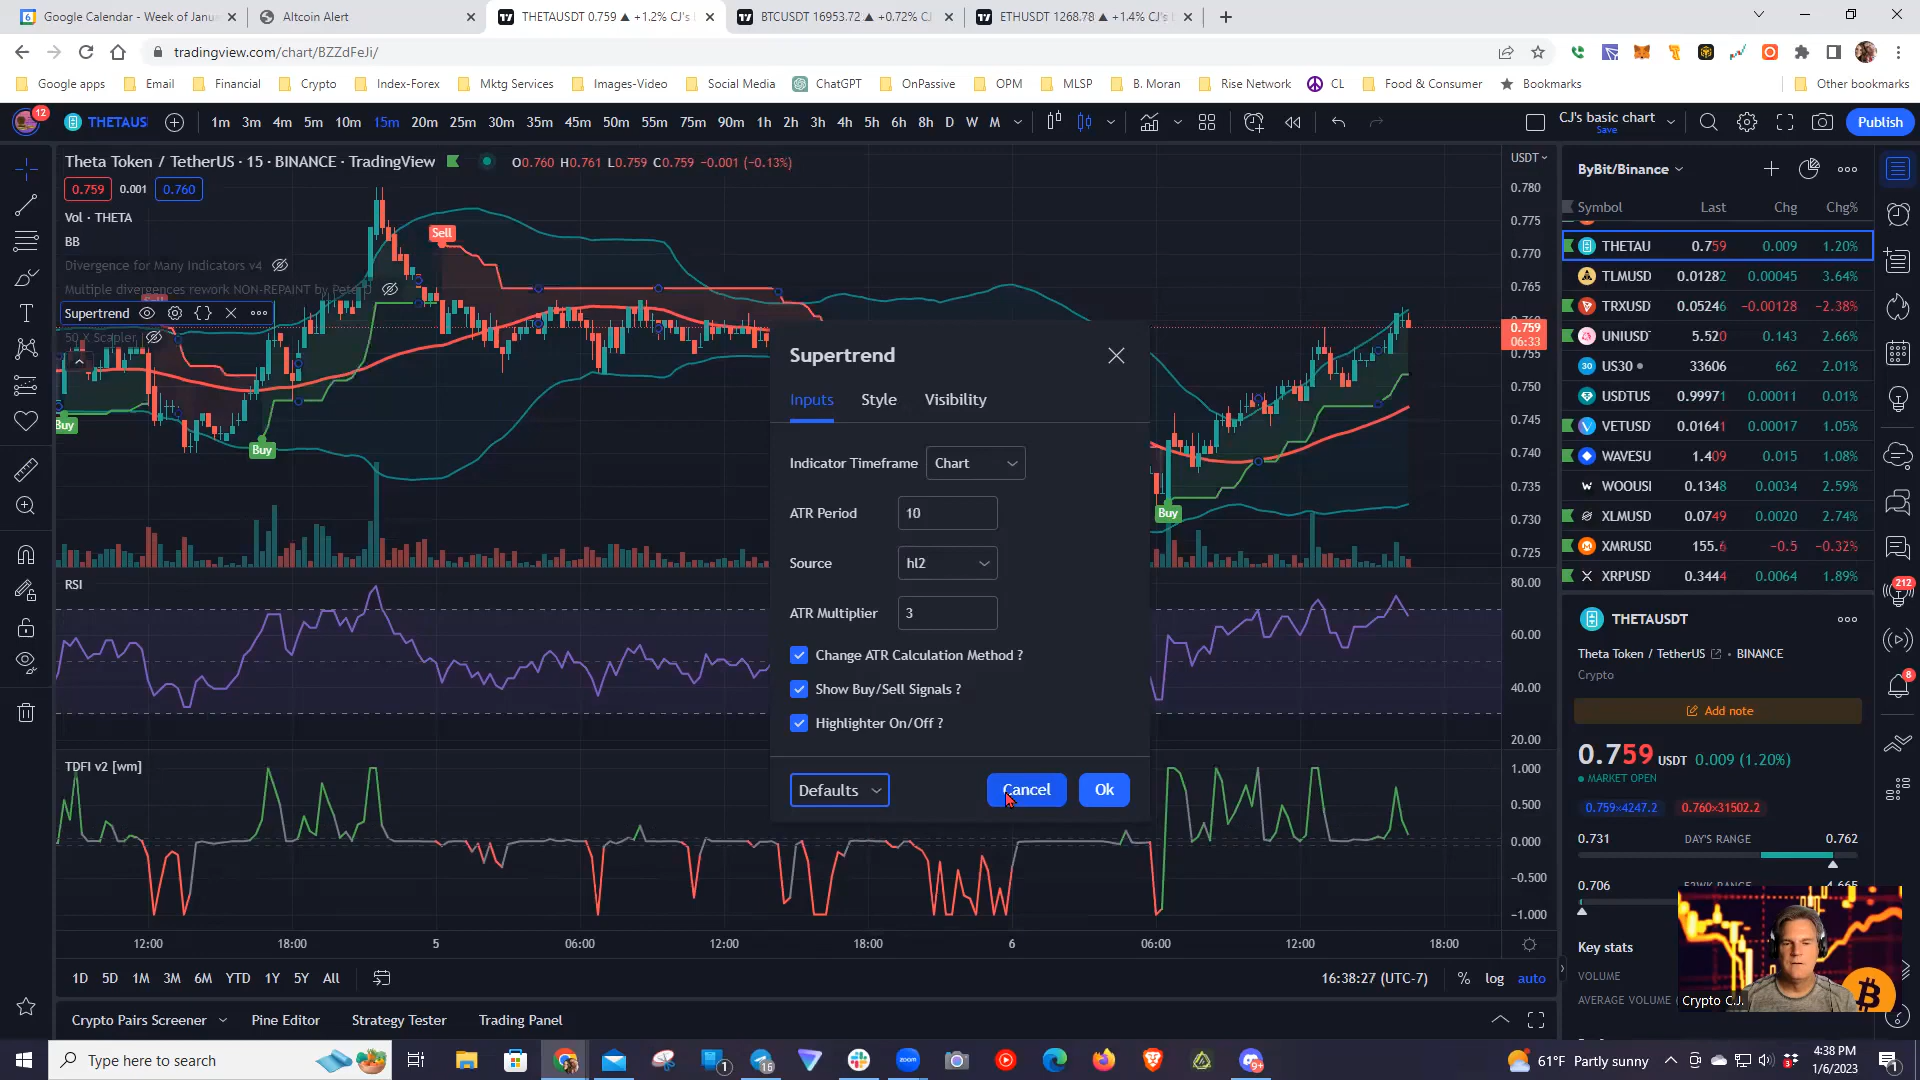 Google Calendar - Week of Janu
Altcoin Alert
THETAUSDT 0.759 ▲ +1.2% CJ's
BTCUSDT 16953.72 ▲ +0.72% CJ
ETHUSDT 1268.78 ▲ +1.4% CJ's
tradingview.com/chart/BZZdFeJi/
Google apps Email Financial Crypto Index-Forex Mktg Services Images-Video Social Media ChatGPT OnPassive OPM MLSP B. Moran Rise Network CL Food & Consumer Bookmarks Other bookmarks
12
THETAUS 1m 3m 4m 5m 10m 15m 20m 25m 30m 35m 45m 50m 55m 75m 90m 1h 2h 3h 4h 5h 6h 8h D W M
CJ's basic chart
Save
Publish
Theta Token / TetherUS · 15 · BINANCE · TradingView O0.760 H0.761 L0.759 C0.759 -0.001 (-0.13%)
0.759 0.001 0.760
Vol · THETA
BB
Divergence for Many Indicators v4
Multiple divergences rework NON-REPAINT by Pete
Supertrend
50 X Scapler
Sell
Buy
Buy
Buy
USDT
0.780
0.775
0.770
0.765
0.759
06:33
0.755
0.750
0.745
0.740
0.735
0.730
0.725
Supertrend
Inputs Style Visibility
Indicator Timeframe Chart
ATR Period 10
Source hl2
ATR Multiplier 3
Change ATR Calculation Method ?
Show Buy/Sell Signals ?
Highlighter On/Off ?
Defaults Cancel Ok
RSI
80.00
60.00
40.00
20.00
TDFI v2 [wm]
1.000
0.500
0.000
-0.500
-1.000
12:00 18:00 5 06:00 12:00 18:00 6 06:00 12:00 18:00
1D 5D 1M 3M 6M YTD 1Y 5Y All
16:38:27 (UTC-7) % log auto
Crypto Pairs Screener Pine Editor Strategy Tester Trading Panel
ByBit/Binance
Symbol Last Chg Chg%
THETAU 0.759 0.009 1.20%
TLMUSD 0.01282 0.00045 3.64%
TRXUSD 0.05246 -0.00128 -2.38%
UNIUSD 5.520 0.143 2.66%
US30 33606 662 2.01%
USDTUS 0.99971 0.00011 0.01%
VETUSD 0.01641 0.00017 1.05%
WAVESU 1.409 0.015 1.08%
WOOUSI 0.1348 0.0034 2.59%
XLMUSD 0.0749 0.0020 2.74%
XMRUSD 155.6 -0.5 -0.32%
XRPUSD 0.3444 0.0064 1.89%
THETAUSDT
Theta Token / TetherUS • BINANCE
Crypto
Add note
0.759 USDT 0.009 (1.20%)
MARKET OPEN
0.759×4247.2 0.760×31502.2
0.731 DAY'S RANGE 0.762
0.706
Key stats
VOLUME
AVERAGE VOLUME
212
8
Crypto C.J.
Type here to search
1
16
zoom
9+
61°F Partly sunny
4:38 PM
1/6/2023
1